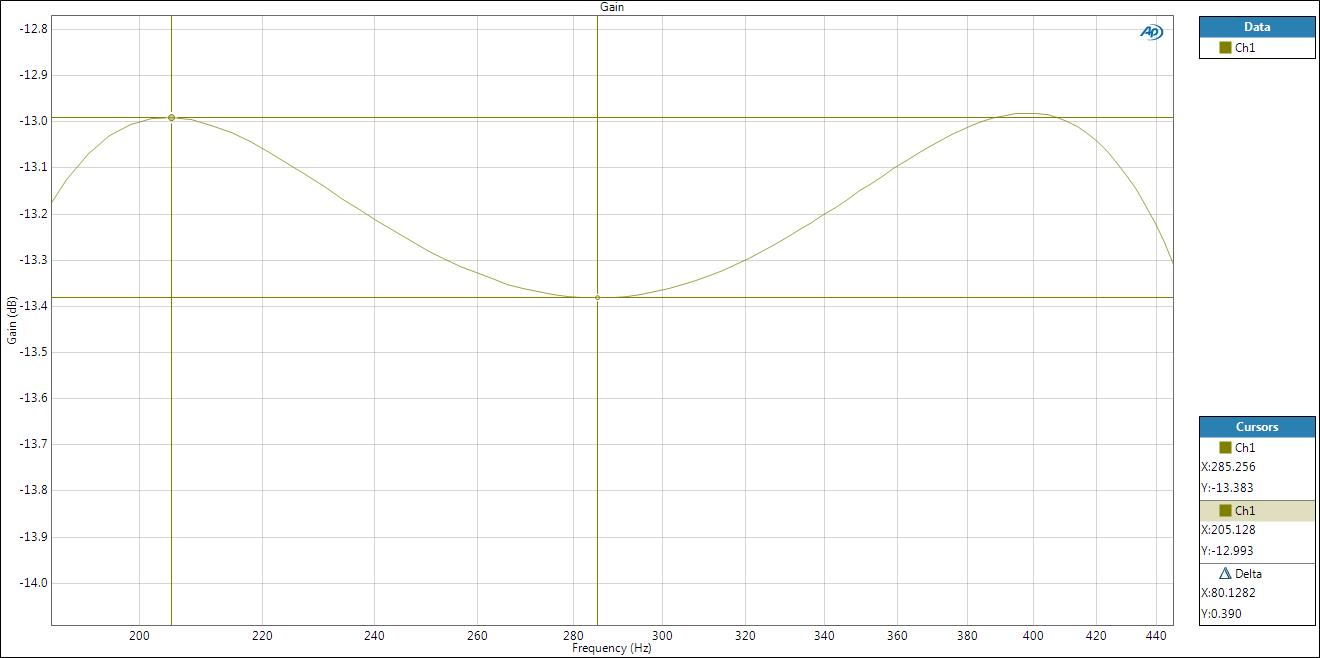 Gain
-12.8
-12.9
-13.0
-13.1
-13.2
-13.3
-13.4
-13.5
-13.6
-13.7
-13.8
-13.9
-14.0
Gain (dB)
200 220 240 260 280 300 320 340 360 380 400 420 440
Frequency (Hz)
AP
Data
Ch1
Cursors
Ch1
X:285.256
Y:-13.383
Ch1
X:205.128
Y:-12.993
Delta
X:80.1282
Y:0.390